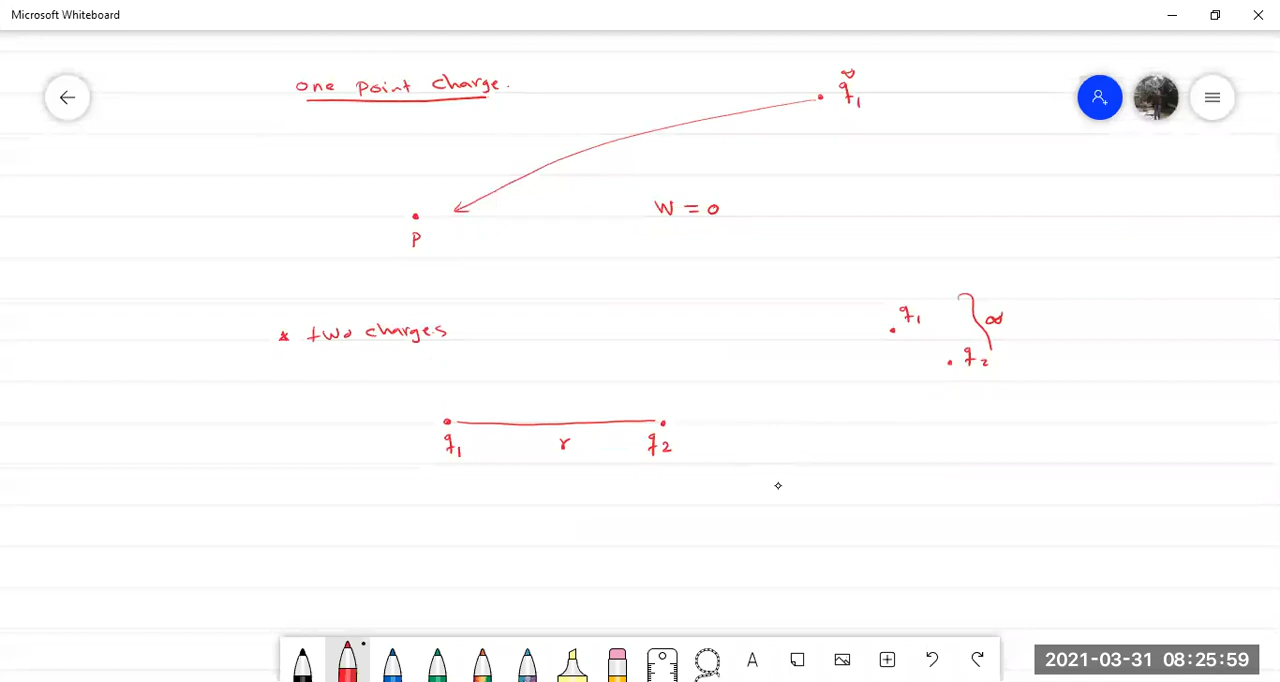 Microsoft Whiteboard
one point charge.
∞
q1
W = 0
P
* two charges
q1
∞
q2
q1 r q2
A
2021-03-31 08:25:59